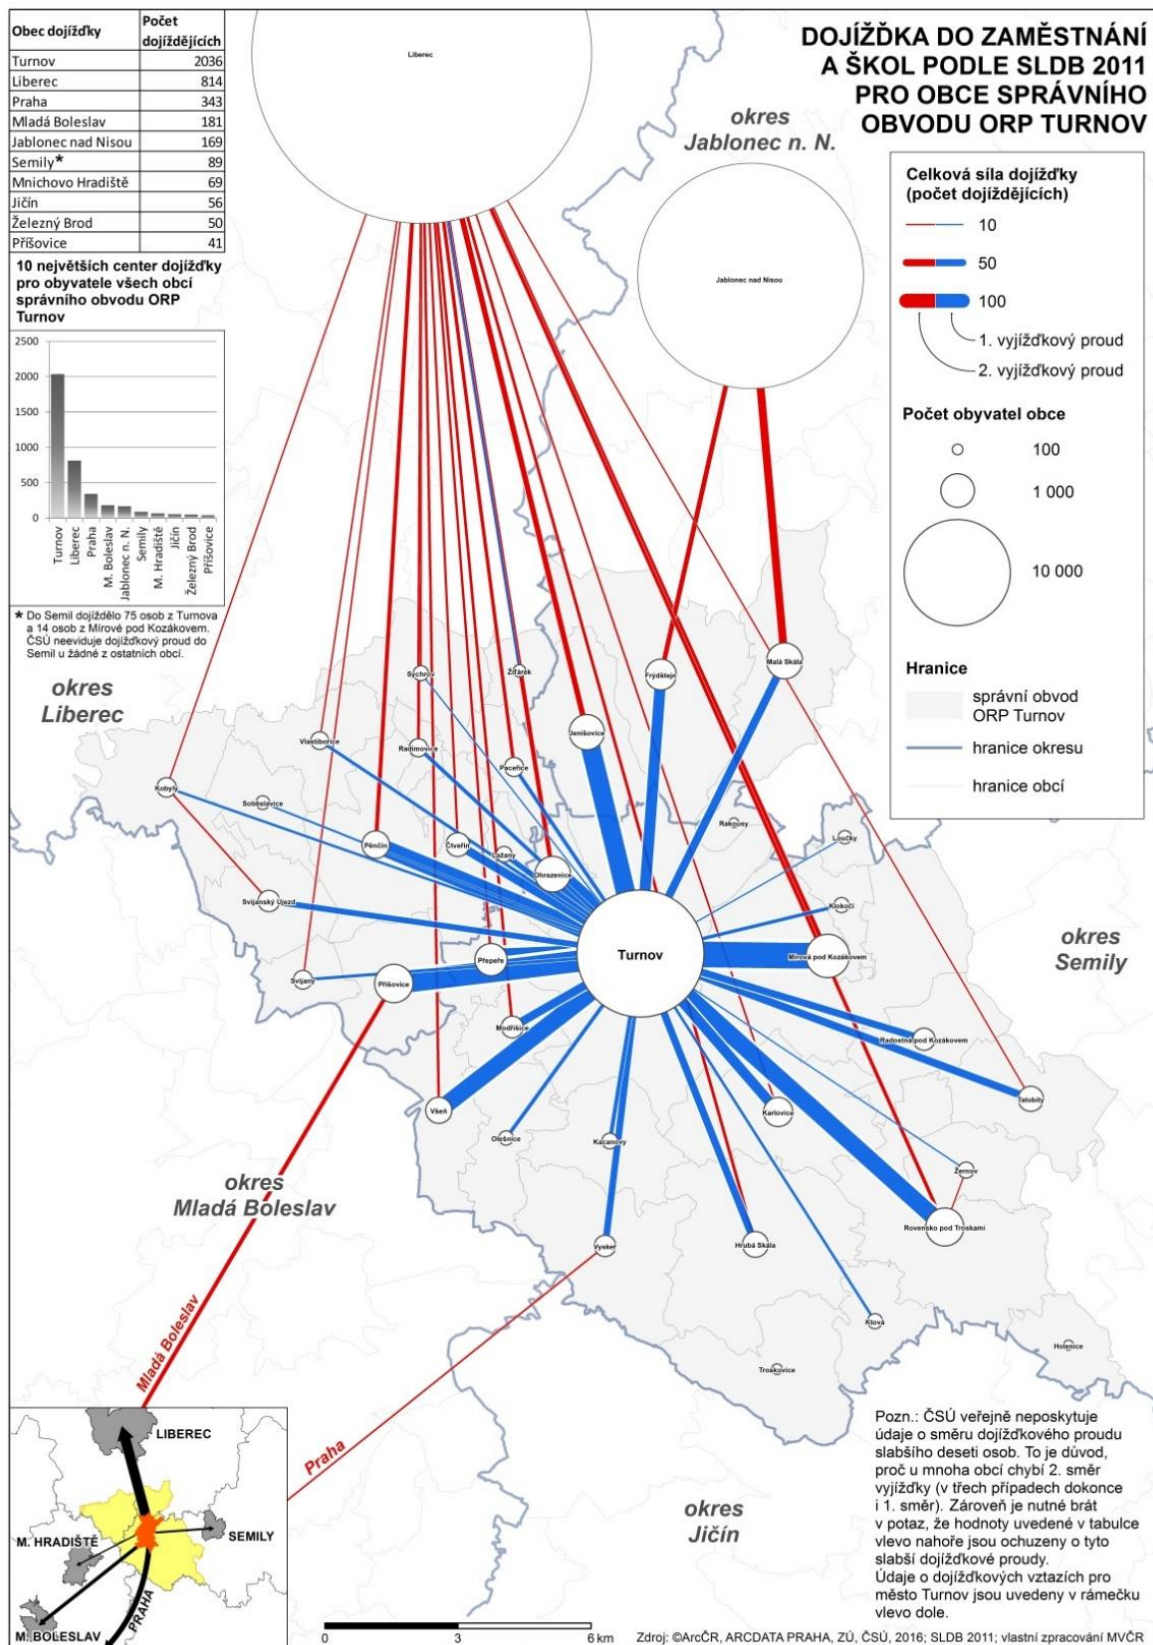 DOJÍŽĎKA DO ZAMĚSTNÁNÍ
A ŠKOL PODLE SLDB 2011
PRO OBCE SPRÁVNÍHO
OBVODU ORP TURNOV
Obec dojížďky Počet dojíždějících
Turnov 2036
Liberec 814
Praha 343
Mladá Boleslav 181
Jablonec nad Nisou 169
Semily* 89
Mnichovo Hradiště 69
Jičín 56
Železný Brod 50
Příšovice 41
10 největších center dojížďky
pro obyvatele všech obcí
správního obvodu ORP
Turnov
2500
2000
1500
1000
500
0
Turnov
Liberec
Praha
M. Boleslav
Jablonec n. N.
Semily
M. Hradiště
Jičín
Železný Brod
Příšovice
* Do Semil dojíždělo 75 osob z Turnova
a 14 osob z Mírové pod Kozákovem.
ČSÚ neeviduje dojížďkový proud do
Semil u žádné z ostatních obcí.
Celková síla dojížďky
(počet dojíždějících)
10
50
100
1. vyjížďkový proud
2. vyjížďkový proud
Počet obyvatel obce
100
1 000
10 000
Hranice
správní obvod
ORP Turnov
hranice okresu
hranice obcí
Liberec
okres
Jablonec n. N.
Jablonec nad Nisou
okres
Liberec
Sychrov
Žďárek
Frýdštejn
Malá Skála
Vlastibořice
Radimovice
Jenišovice
Paceřice
Kobyly
Soběslavice
Rakousy
Loučky
Pěnčín
Čtveřín
Lažany
Ohrazenice
Svijanský Újezd
Klokočí
okres
Semily
Turnov
Mírová pod Kozákovem
Svijany
Příšovice
Přepeře
Modřišice
Radostná pod Kozákovem
Tatobity
Všeň
Olešnice
Kacanovy
Karlovice
Žernov
okres
Mladá Boleslav
Rovensko pod Troskami
Vyskeř
Hrubá Skála
Ktová
Holenice
Troskovice
Mladá Boleslav
Praha
okres
Jičín
LIBEREC
SEMILY
M. HRADIŠTĚ
M. BOLESLAV
PRAHA
Pozn.: ČSÚ veřejně neposkytuje
údaje o směru dojížďkového proudu
slabšího deseti osob. To je důvod,
proč u mnoha obcí chybí 2. směr
vyjížďky (v třech případech dokonce
i 1. směr). Zároveň je nutné brát
v potaz, že hodnoty uvedené v tabulce
vlevo nahoře jsou ochuzeny o tyto
slabší dojížďkové proudy.
Údaje o dojížďkových vztazích pro
město Turnov jsou uvedeny v rámečku
vlevo dole.
0 3 6 km
Zdroj: ©ArcČR, ARCDATA PRAHA, ZÚ, ČSÚ, 2016; SLDB 2011; vlastní zpracování MVČR